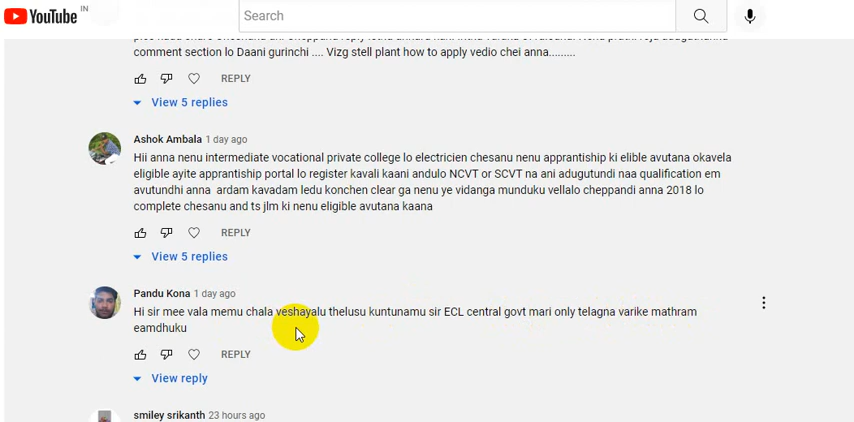 YouTube IN
Search
comment section lo Daani gurinchi .... Vizg stell plant how to apply vedio chei anna.........
REPLY
View 5 replies
Ashok Ambala 1 day ago
Hii anna nenu intermediate vocational private college lo electricien chesanu nenu apprantiship ki elible avutana okavela
eligible ayite apprantiship portal lo register kavali kaani andulo NCVT or SCVT na ani adugutundi naa qualification em
avutundhi anna ardam kavadam ledu konchen clear ga nenu ye vidanga munduku vellalo cheppandi anna 2018 lo
complete chesanu and ts jlm ki nenu eligible avutana kaana
REPLY
View 5 replies
Pandu Kona 1 day ago
Hi sir mee vala memu chala veshayalu thelusu kuntunamu sir ECL central govt mari only telagna varike mathram
eamdhuku
REPLY
View reply
smiley srikanth 23 hours ago